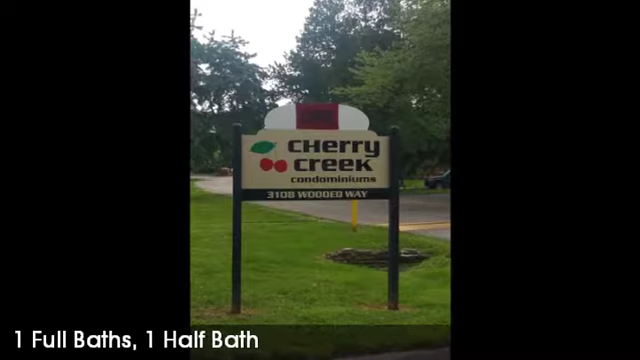 CHerry
creek
condominiums
3108 WOODED WAY
1 Full Baths, 1 Half Bath